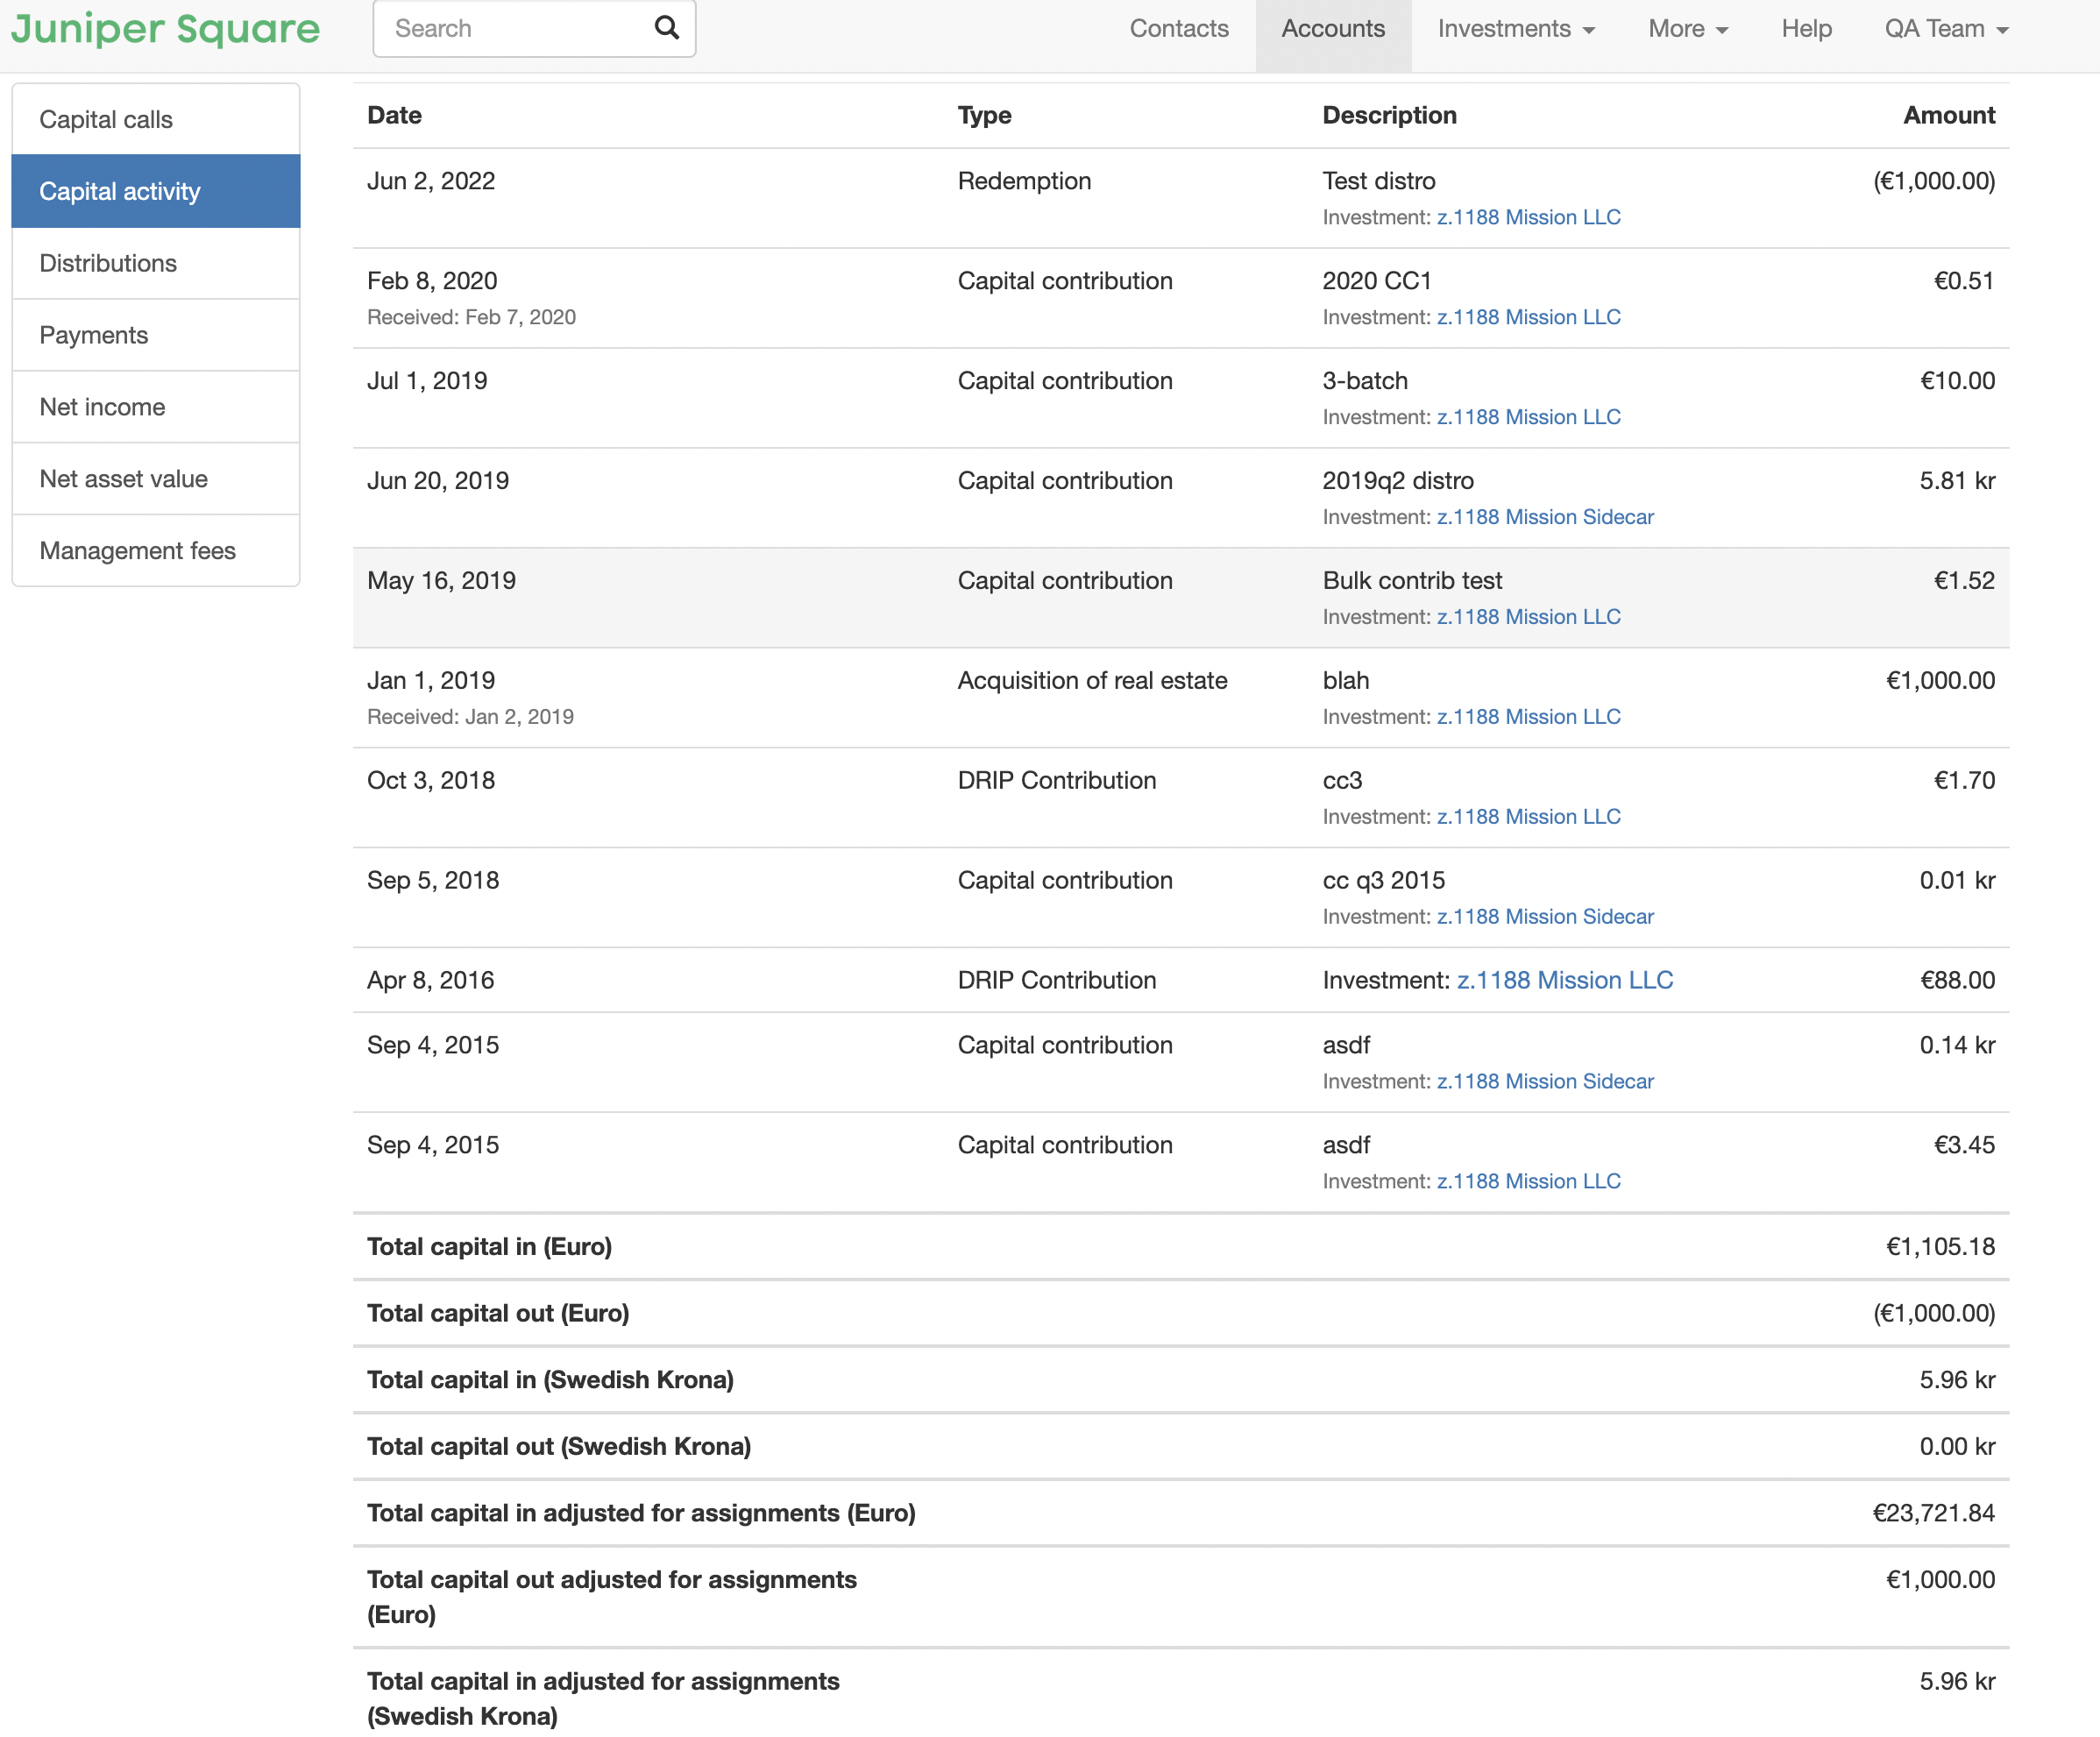 Juniper Square
Search
Contacts
Accounts
Investments
More
Help
QA Team
Capital calls
Capital activity
Distributions
Payments
Net income
Net asset value
Management fees
Date Type Description Amount
Jun 2, 2022 Redemption Test distro (€1,000.00)
Investment: z.1188 Mission LLC
Feb 8, 2020 Capital contribution 2020 CC1 €0.51
Received: Feb 7, 2020 Investment: z.1188 Mission LLC
Jul 1, 2019 Capital contribution 3-batch €10.00
Investment: z.1188 Mission LLC
Jun 20, 2019 Capital contribution 2019q2 distro 5.81 kr
Investment: z.1188 Mission Sidecar
May 16, 2019 Capital contribution Bulk contrib test €1.52
Investment: z.1188 Mission LLC
Jan 1, 2019 Acquisition of real estate blah €1,000.00
Received: Jan 2, 2019 Investment: z.1188 Mission LLC
Oct 3, 2018 DRIP Contribution cc3 €1.70
Investment: z.1188 Mission LLC
Sep 5, 2018 Capital contribution cc q3 2015 0.01 kr
Investment: z.1188 Mission Sidecar
Apr 8, 2016 DRIP Contribution Investment: z.1188 Mission LLC €88.00
Sep 4, 2015 Capital contribution asdf 0.14 kr
Investment: z.1188 Mission Sidecar
Sep 4, 2015 Capital contribution asdf €3.45
Investment: z.1188 Mission LLC
Total capital in (Euro) €1,105.18
Total capital out (Euro) (€1,000.00)
Total capital in (Swedish Krona) 5.96 kr
Total capital out (Swedish Krona) 0.00 kr
Total capital in adjusted for assignments (Euro) €23,721.84
Total capital out adjusted for assignments €1,000.00
(Euro)
Total capital in adjusted for assignments 5.96 kr
(Swedish Krona)